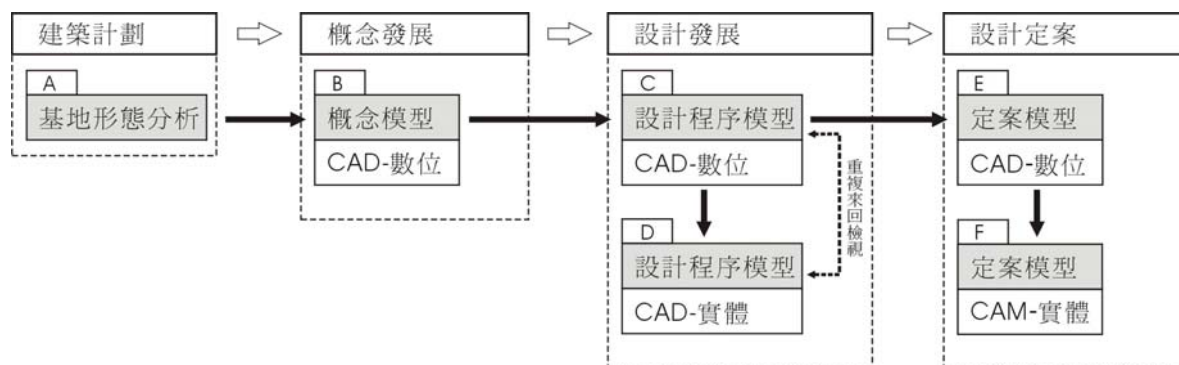 建築計劃
概念發展
設計發展
設計定案
A
基地形態分析
B
概念模型
CAD-數位
C
設計程序模型
CAD-數位
重複來回檢視
D
設計程序模型
CAD-實體
E
定案模型
CAD-數位
F
定案模型
CAM-實體